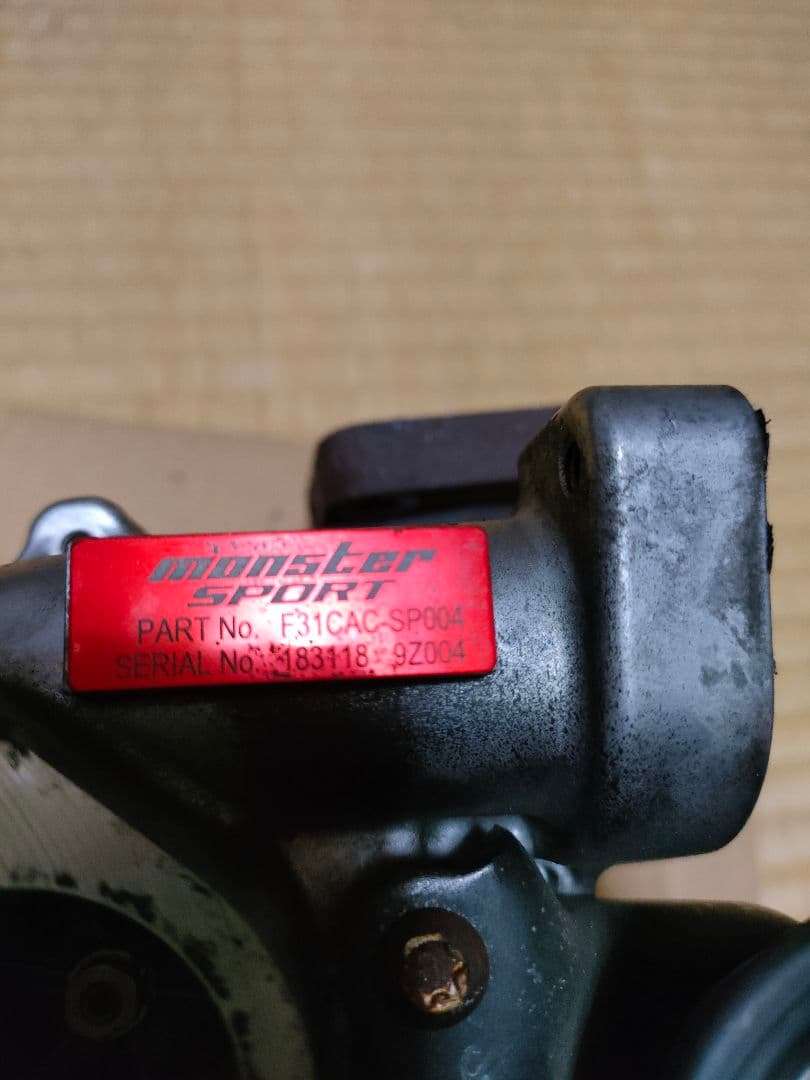 monster
SPORT
PART No. F31CAC-SP004
SERIAL No. 183118 9Z004